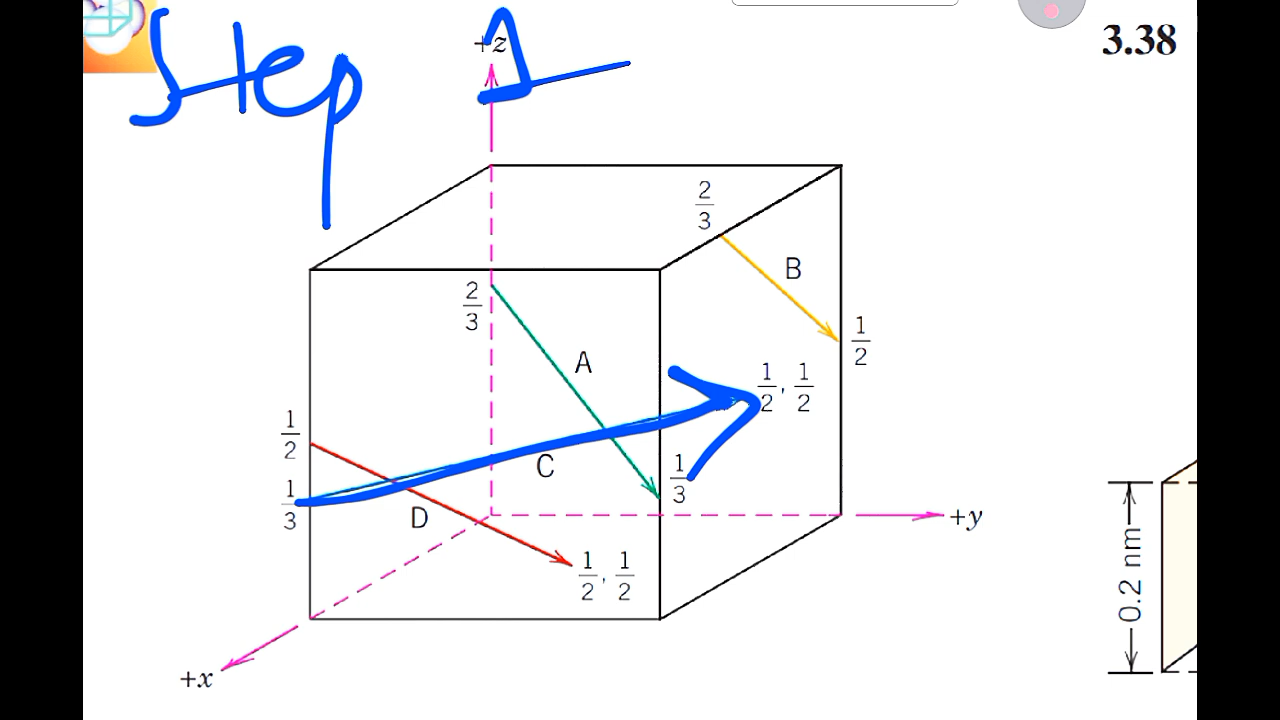 Step 1
+z
3.38
2/3
B
2/3
1/2
A
1/2, 1/2
1/2
C
1/3
1/3
D
+y
1/2, 1/2
0.2 nm
+x